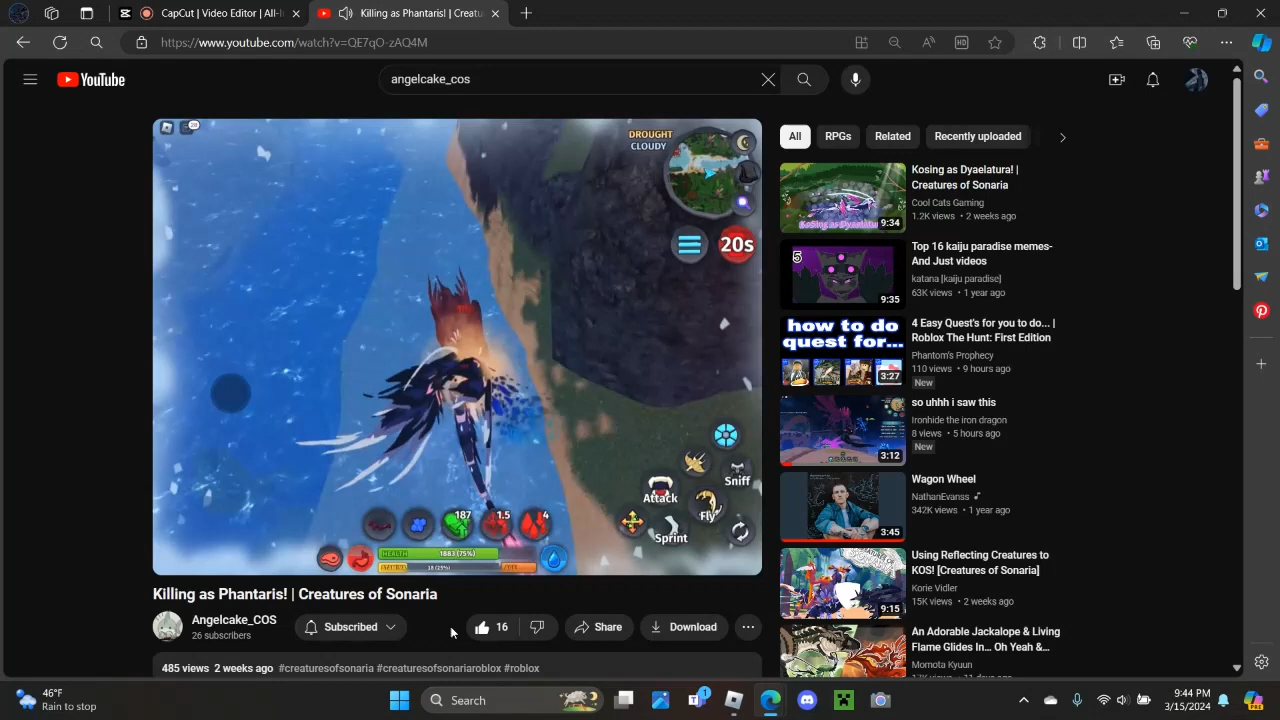 CapCut | Video Editor | All-I
Killing as Phantaris! | Creatu
https://www.youtube.com/watch?v=QE7qO-zAQ4M
YouTube
angelcake_cos
DROUGHT
CLOUDY
20s
Attack
Sniff
Fly
Sprint
187
1.5
4
HEALTH 1883 (75%)
18 (25%)
All
RPGs
Related
Recently uploaded
Kosing as Dyaelatura! |
Creatures of Sonaria
Cool Cats Gaming
1.2K views • 2 weeks ago
9:34
Top 16 kaiju paradise memes-
And Just videos
katana [kaiju paradise]
63K views • 1 year ago
5
9:35
how to do
quest for...
3:27
4 Easy Quest's for you to do... |
Roblox The Hunt: First Edition
Phantom's Prophecy
110 views • 9 hours ago
New
so uhhh i saw this
Ironhide the iron dragon
8 views • 5 hours ago
New
3:12
Wagon Wheel
NathanEvanss
342K views • 1 year ago
3:45
Using Reflecting Creatures to
KOS! [Creatures of Sonaria]
Korie Vidler
15K views • 2 weeks ago
9:15
An Adorable Jackalope & Living
Flame Glides In... Oh Yeah &...
Momota Kyuun
Killing as Phantaris! | Creatures of Sonaria
Angelcake_COS
26 subscribers
Subscribed
16
Share
Download
485 views 2 weeks ago #creaturesofsonaria #creaturesofsonariaroblox #roblox
46°F
Rain to stop
Search
1
9:44 PM
3/15/2024